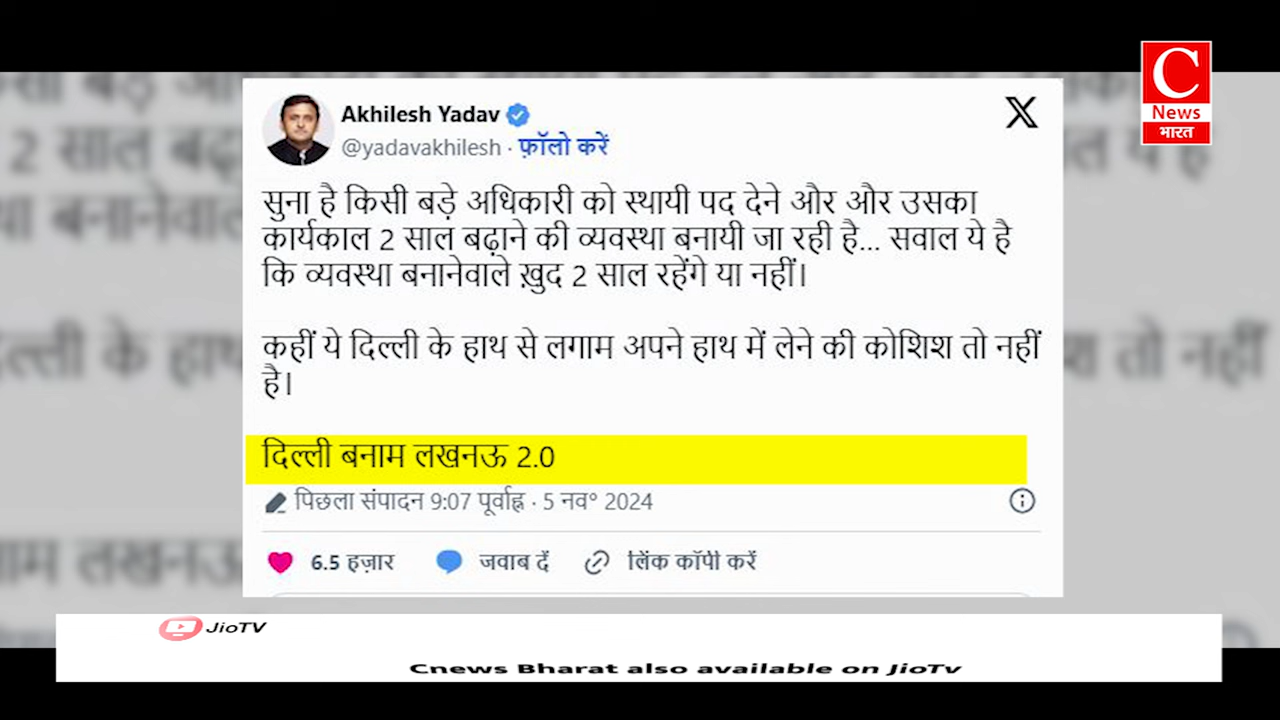 C
News
भारत
Akhilesh Yadav
@yadavakhilesh · फ़ॉलो करें
सुना है किसी बड़े अधिकारी को स्थायी पद देने और और उसका
कार्यकाल 2 साल बढ़ाने की व्यवस्था बनायी जा रही है... सवाल ये है
कि व्यवस्था बनानेवाले ख़ुद 2 साल रहेंगे या नहीं।
कहीं ये दिल्ली के हाथ से लगाम अपने हाथ में लेने की कोशिश तो नहीं
है।
दिल्ली बनाम लखनऊ 2.0
पिछला संपादन 9:07 पूर्वाह्न · 5 नव° 2024
6.5 हज़ार जवाब दें लिंक कॉपी करें
JioTV
Cnews Bharat also available on JioTv